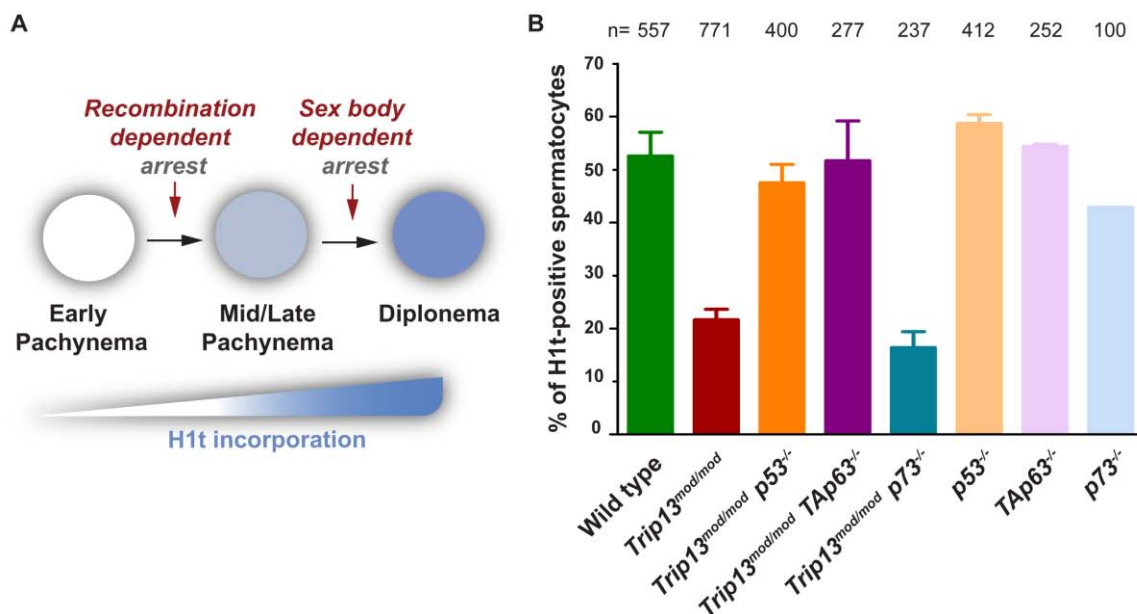 A
Recombination
dependent
arrest
Sex body
dependent
arrest
Early
Pachynema
Mid/Late
Pachynema
Diplonema
H1t incorporation
B
n= 557 771 400 277 237 412 252 100
% of H1t-positive spermatocytes
70
60
50
40
30
20
10
0
Wild type
Trip13mod/mod
Trip13mod/mod p53-/-
Trip13mod/mod TAp63-/-
Trip13mod/mod p73-/-
p53-/-
TAp63-/-
p73-/-